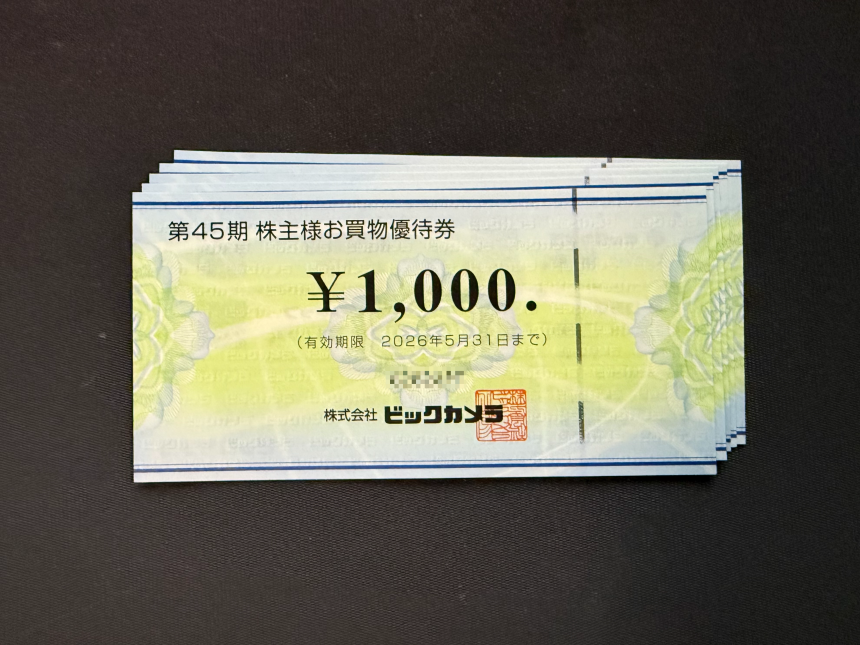 第45期 株主様お買物優待券
¥1,000.
(有効期限　2026年5月31日まで)
株式会社 ビックカメラ